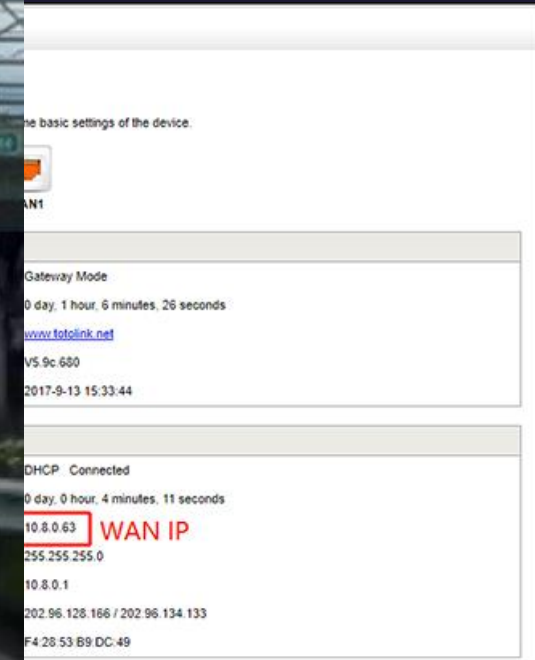 basic settings of the device.
Gateway Mode
0 day, 1 hour, 6 minutes, 26 seconds
www.totolink.net
V5.9c.680
2017-9-13 15:33:44
DHCP Connected
0 day, 0 hour, 4 minutes, 11 seconds
10.8.0.63 WAN IP
255.255.255.0
10.8.0.1
202.96.128.166 / 202.96.134.133
F4:28:53:B9:DC:49